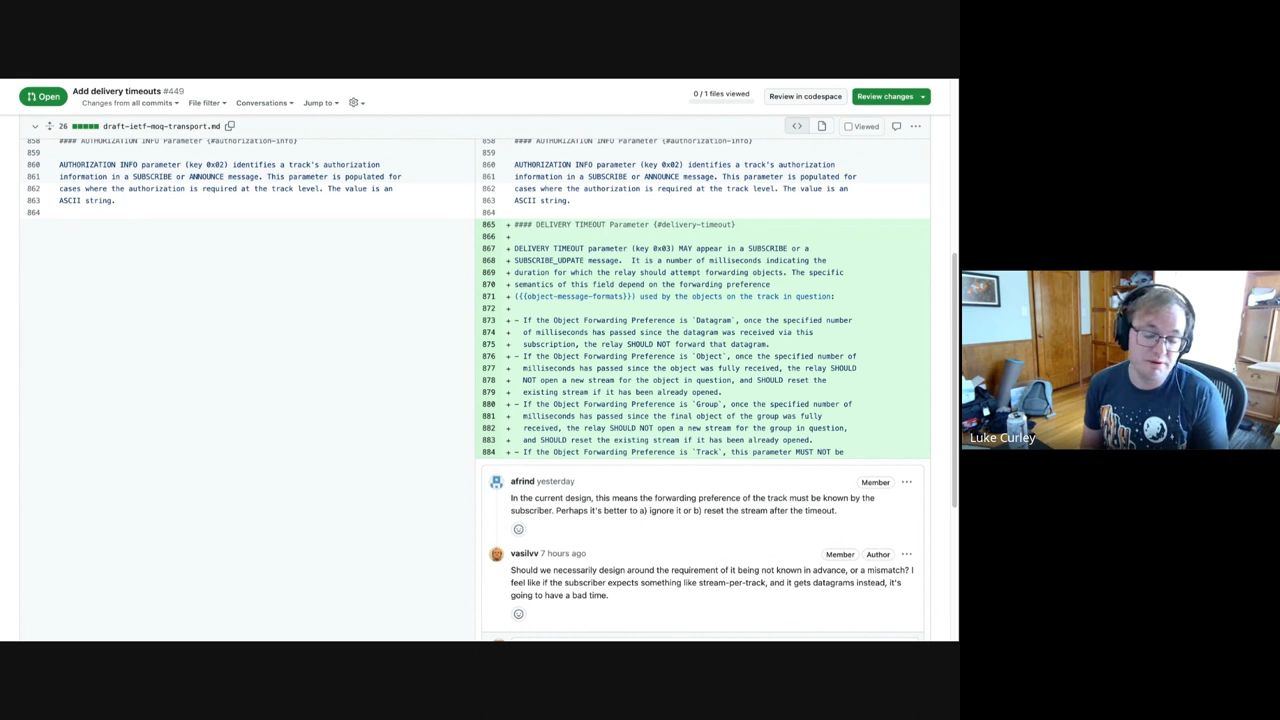 Open
Add delivery timeouts #449
Changes from all commits
File filter
Conversations
Jump to
0 / 1 files viewed
Review in codespace
Review changes
26 draft-ietf-moq-transport.md
Viewed
858 #### AUTHORIZATION INFO Parameter {#authorization-info}
859
860 AUTHORIZATION INFO parameter (key 0x02) identifies a track's authorization
861 information in a SUBSCRIBE or ANNOUNCE message. This parameter is populated for
862 cases where the authorization is required at the track level. The value is an
863 ASCII string.
864
858 #### AUTHORIZATION INFO Parameter {#authorization-info}
859
860 AUTHORIZATION INFO parameter (key 0x02) identifies a track's authorization
861 information in a SUBSCRIBE or ANNOUNCE message. This parameter is populated for
862 cases where the authorization is required at the track level. The value is an
863 ASCII string.
864
865 + #### DELIVERY TIMEOUT Parameter {#delivery-timeout}
866 +
867 + DELIVERY TIMEOUT parameter (key 0x03) MAY appear in a SUBSCRIBE or a
868 + SUBSCRIBE_UDPATE message.  It is a number of milliseconds indicating the
869 + duration for which the relay should attempt forwarding objects. The specific
870 + semantics of this field depend on the forwarding preference
871 + ({{object-message-formats}}) used by the objects on the track in question:
872 +
873 + - If the Object Forwarding Preference is `Datagram`, once the specified number
874 +   of milliseconds has passed since the datagram was received via this
875 +   subscription, the relay SHOULD NOT forward that datagram.
876 + - If the Object Forwarding Preference is `Object`, once the specified number of
877 +   milliseconds has passed since the object was fully received, the relay SHOULD
878 +   NOT open a new stream for the object in question, and SHOULD reset the
879 +   existing stream if it has been already opened.
880 + - If the Object Forwarding Preference is `Group`, once the specified number of
881 +   milliseconds has passed since the final object of the group was fully
882 +   received, the relay SHOULD NOT open a new stream for the group in question,
883 +   and SHOULD reset the existing stream if it has been already opened.
884 + - If the Object Forwarding Preference is `Track`, this parameter MUST NOT be
afrind yesterday
Member
In the current design, this means the forwarding preference of the track must be known by the
subscriber. Perhaps it's better to a) ignore it or b) reset the stream after the timeout.
vasilvv 7 hours ago
Member
Author
Should we necessarily design around the requirement of it being not known in advance, or a mismatch? I
feel like if the subscriber expects something like stream-per-track, and it gets datagrams instead, it's
going to have a bad time.
Luke Curley